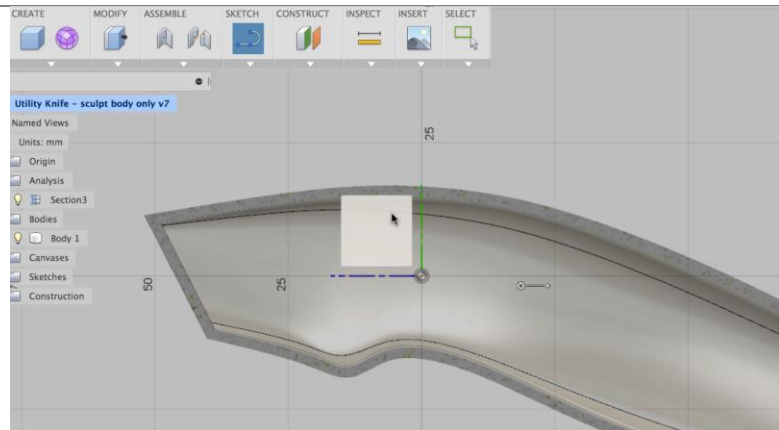 CREATE MODIFY ASSEMBLE SKETCH CONSTRUCT INSPECT INSERT SELECT
Utility Knife - sculpt body only v7
Named Views
Units: mm
Origin
Analysis
Section3
Bodies
Body 1
Canvases
Sketches
Construction
25
50
25